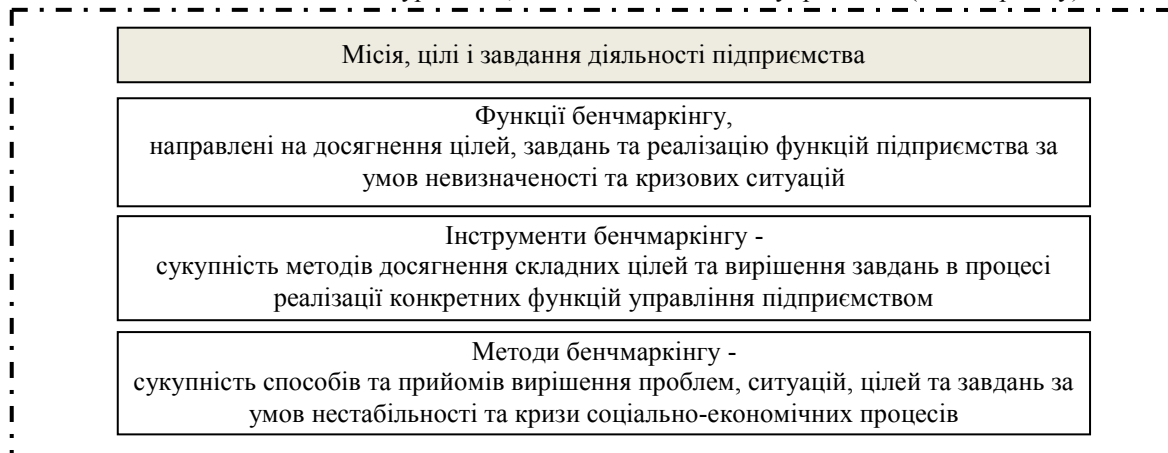 Місія, цілі і завдання діяльності підприємства
Функції бенчмаркінгу,
направлені на досягнення цілей, завдань та реалізацію функцій підприємства за
умов невизначеності та кризових ситуацій
Інструменти бенчмаркінгу -
сукупність методів досягнення складних цілей та вирішення завдань в процесі
реалізації конкретних функцій управління підприємством
Методи бенчмаркінгу -
сукупність способів та прийомів вирішення проблем, ситуацій, цілей та завдань за
умов нестабільності та кризи соціально-економічних процесів